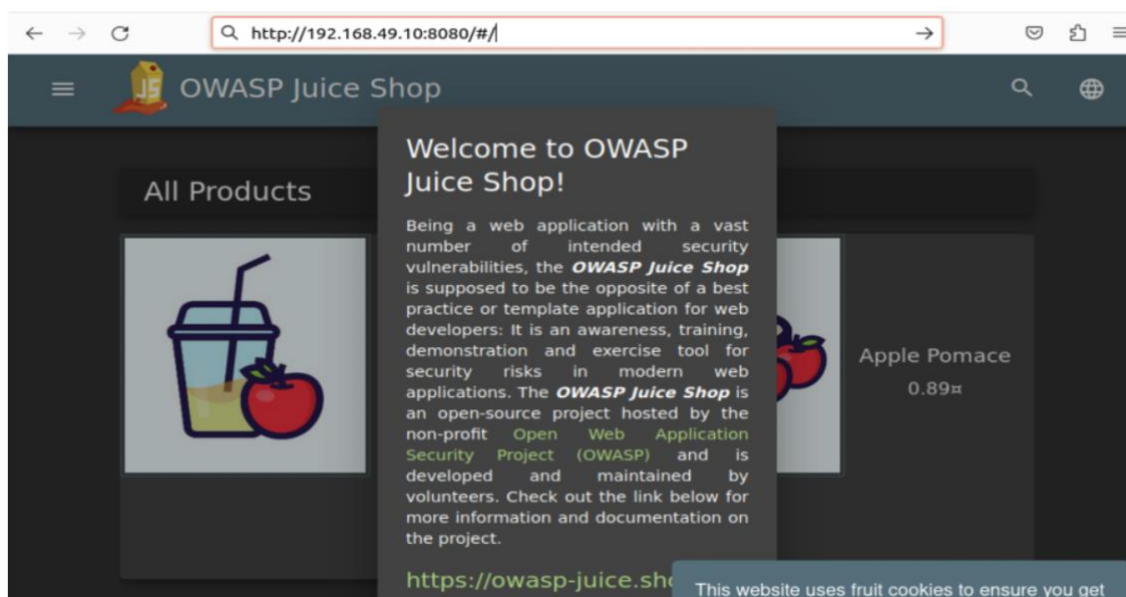 http://192.168.49.10:8080/#/
OWASP Juice Shop
Welcome to OWASP
Juice Shop!
All Products
Being a web application with a vast
number of intended security
vulnerabilities, the OWASP Juice Shop
is supposed to be the opposite of a best
practice or template application for web
developers: It is an awareness, training,
demonstration and exercise tool for
security risks in modern web
applications. The OWASP Juice Shop is
an open-source project hosted by the
non-profit Open Web Application
Security Project (OWASP) and is
developed and maintained by
volunteers. Check out the link below for
more information and documentation on
the project.
Apple Pomace
0.89¤
https://owasp-juice.sho
This website uses fruit cookies to ensure you get